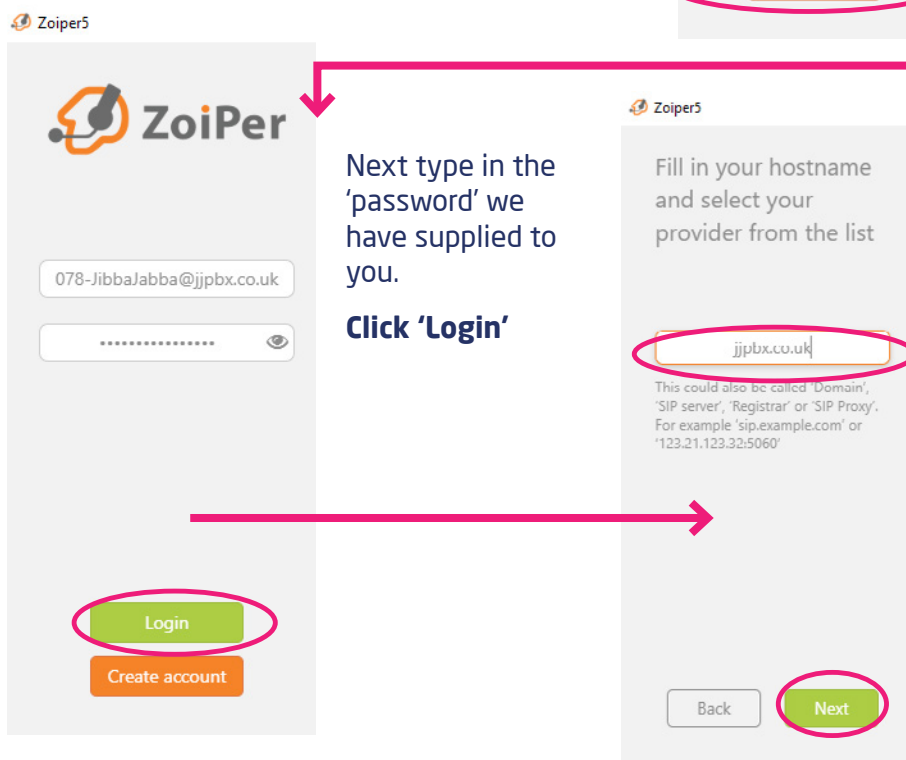 Zoiper5
ZoiPer
078-JibbaJabba@jjpbx.co.uk
••••••••••••••••
Login
Create account
Next type in the
‘password’ we
have supplied to
you.
Click ‘Login’
Zoiper5
Fill in your hostname
and select your
provider from the list
jjpbx.co.uk
This could also be called 'Domain',
'SIP server', 'Registrar' or 'SIP Proxy'.
For example 'sip.example.com' or
'123.21.123.32:5060'
Back
Next